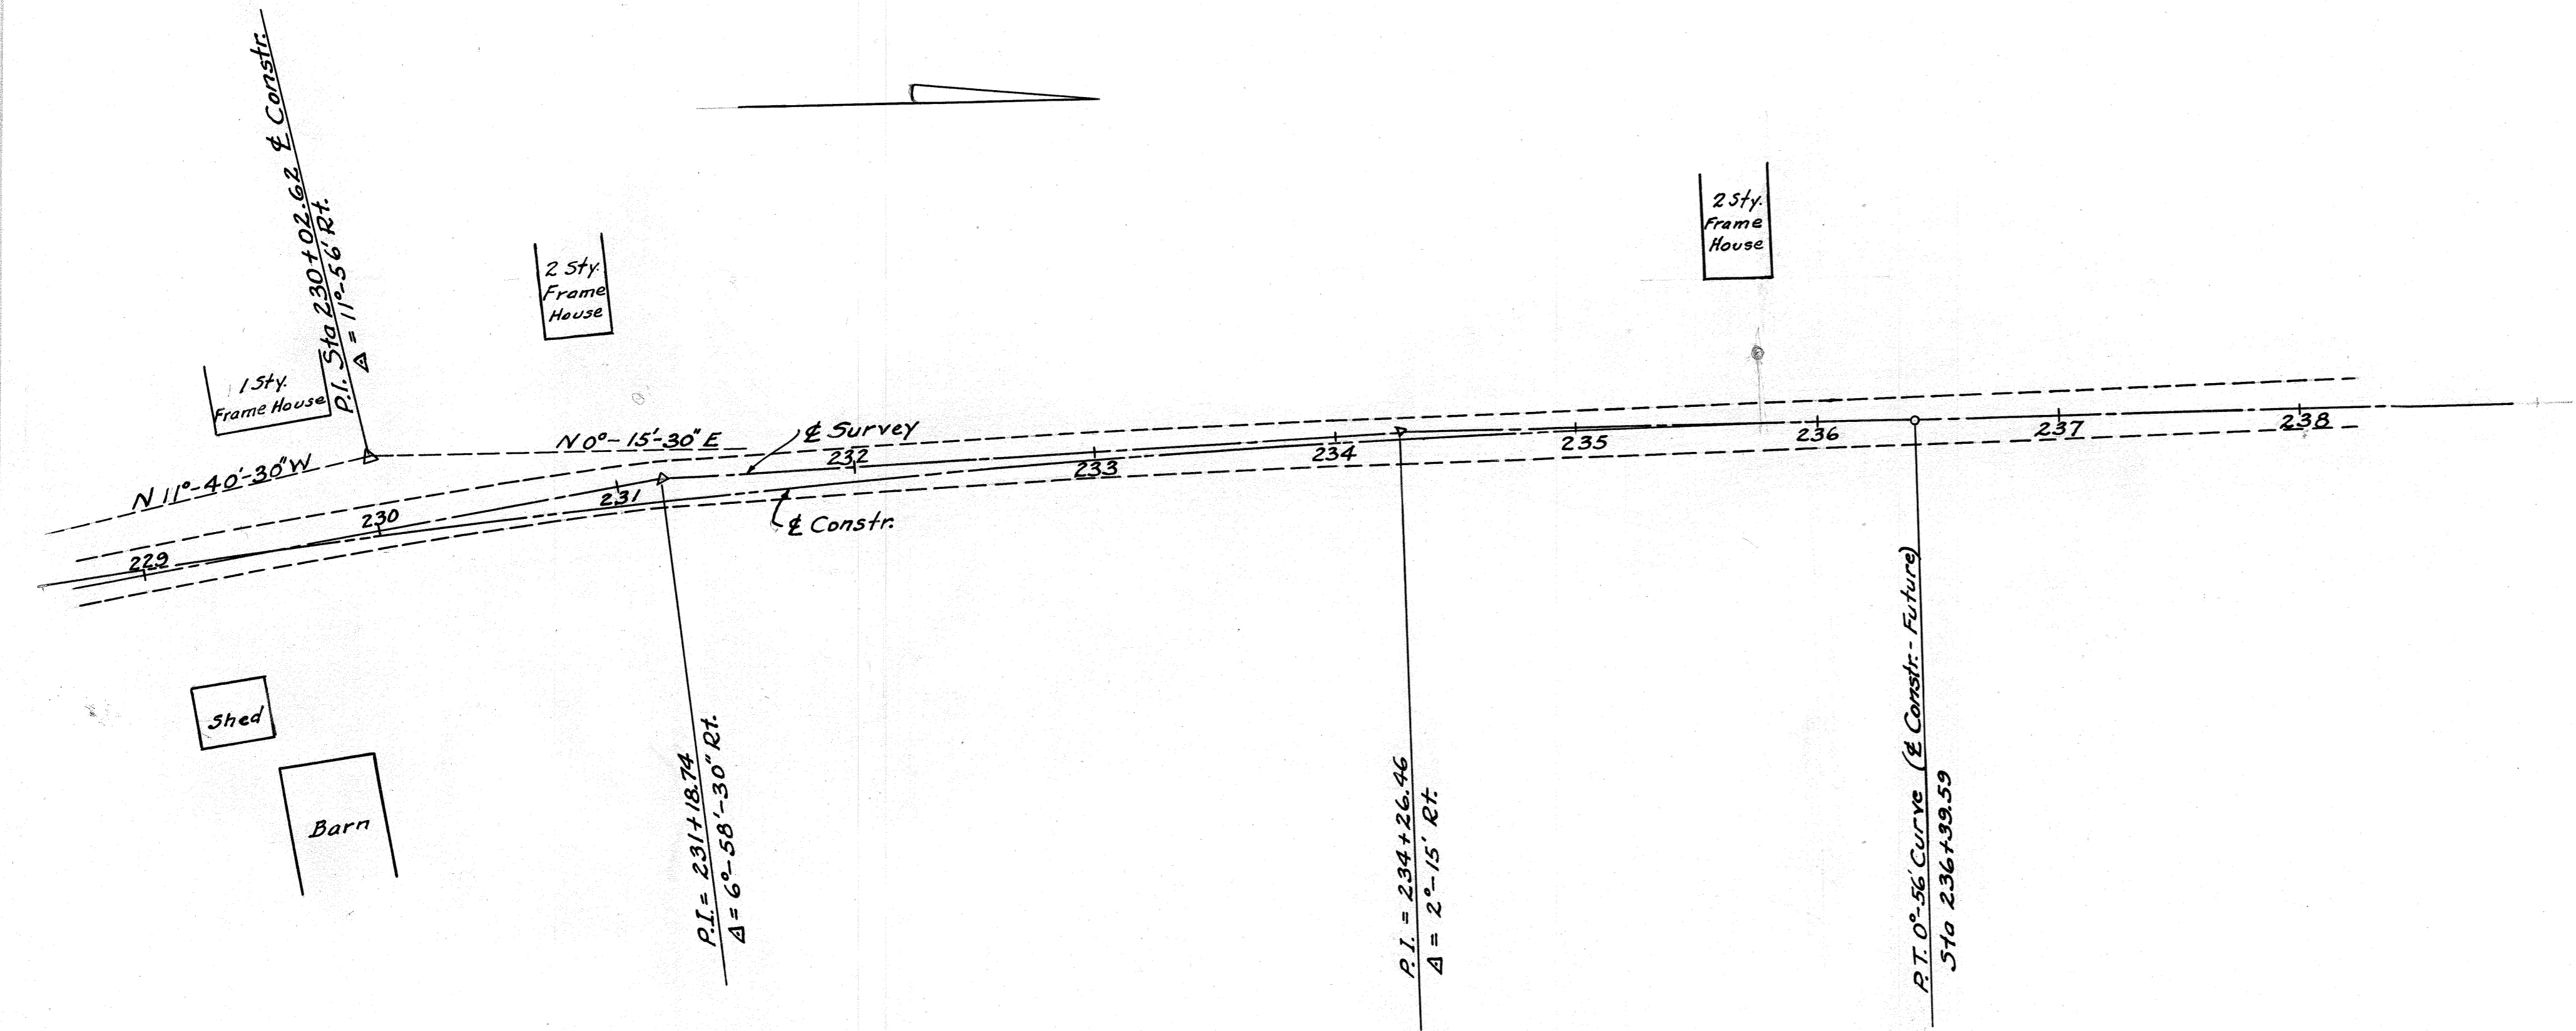 P.I. Sta 230+02.62 ℄ Constr.
Δ = 11°-56' Rt.
1 Sty.
Frame House
2 Sty.
Frame
House
2 Sty.
Frame
House
N 11°-40'-30" W
N 0°-15'-30" E
℄ Survey
℄ Constr.
229
230
231
232
233
234
235
236
237
238
Shed
Barn
P.I. = 231+18.74
Δ = 6°-58'-30" Rt.
P.I. = 234+26.46
Δ = 2°-15' Rt.
P.T. 0°-56' Curve (℄ Constr. - Future)
Sta 236+39.59